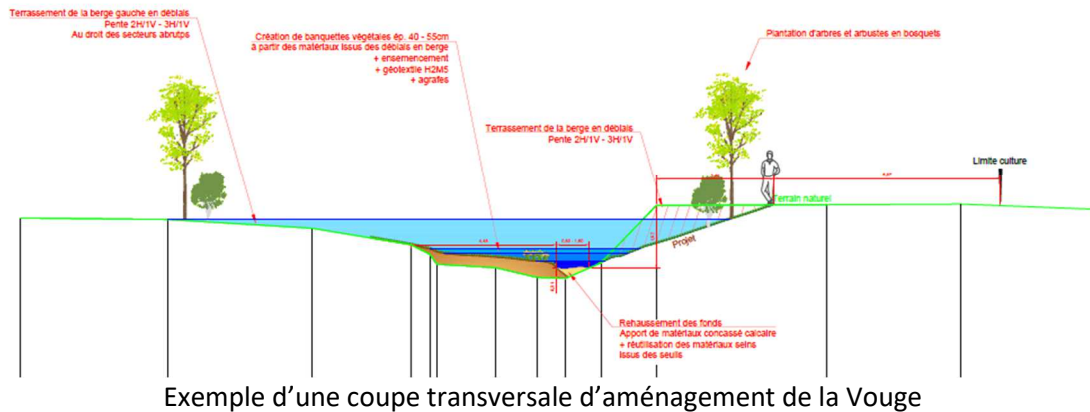 Terrassement de la berge gauche en déblais
Pente 2H/1V - 3H/1V
Au droit des secteurs abrutps
Création de banquettes végétales ép. 40 - 55cm
à partir des matériaux issus des déblais en berge
+ ensemencement
+ géotextile H2M5
+ agrafes
Plantation d'arbres et arbustes en bosquets
Terrassement de la berge en déblais
Pente 2H/1V - 3H/1V
Limite culture
Terrain naturel
Projet
Rehaussement des fonds
Apport de matériaux concassé calcaire
+ réutilisation des matériaux seins
issus des seuils
Exemple d'une coupe transversale d'aménagement de la Vouge